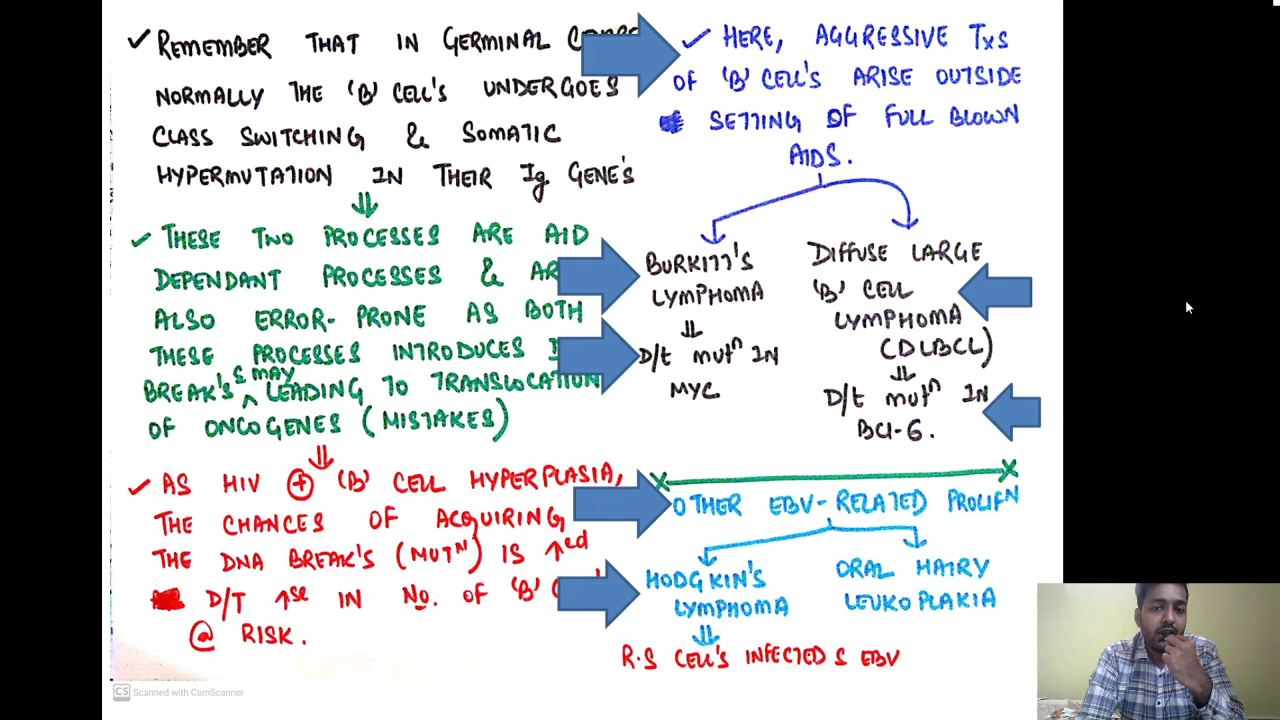 ✓ REMEMBER THAT IN GERMINAL
NORMALLY THE 'B' CELL'S UNDERGOES
CLASS SWITCHING & SOMATIC
HYPERMUTATION IN THEIR Ig GENE'S
⇓
✓ THESE TWO PROCESSES ARE AID
DEPENDANT PROCESSES &
ALSO ERROR-PRONE AS BOTH
THESE PROCESSES INTRODUCES
BREAK'S & MAY LEADING TO TRANSLOCATION
OF ONCOGENES (MISTAKES)
⇓
✓ AS HIV ⊕ 'B' CELL HYPERPLASIA,
THE CHANCES OF ACQUIRING
THE DNA BREAK'S (MUTN) IS ↑ed
D/T ↑se IN No. OF 'B'
@ RISK.
✓ HERE, AGGRESSIVE TxS
OF 'B' CELL'S ARISE OUTSIDE
SETTING OF FULL BLOWN
AIDS.
BURKITT'S
LYMPHOMA
⇓
D/t mutn IN
MYC
DIFFUSE LARGE
'B' CELL
LYMPHOMA
(DLBCL)
⇓
D/t mutn IN
BCl-6.
OTHER EBV-RELATED PROLIFN
HODGKIN'S
LYMPHOMA
⇓
R.S CELL'S INFECTED s EBV
ORAL HAIRY
LEUKOPLAKIA
CS Scanned with CamScanner